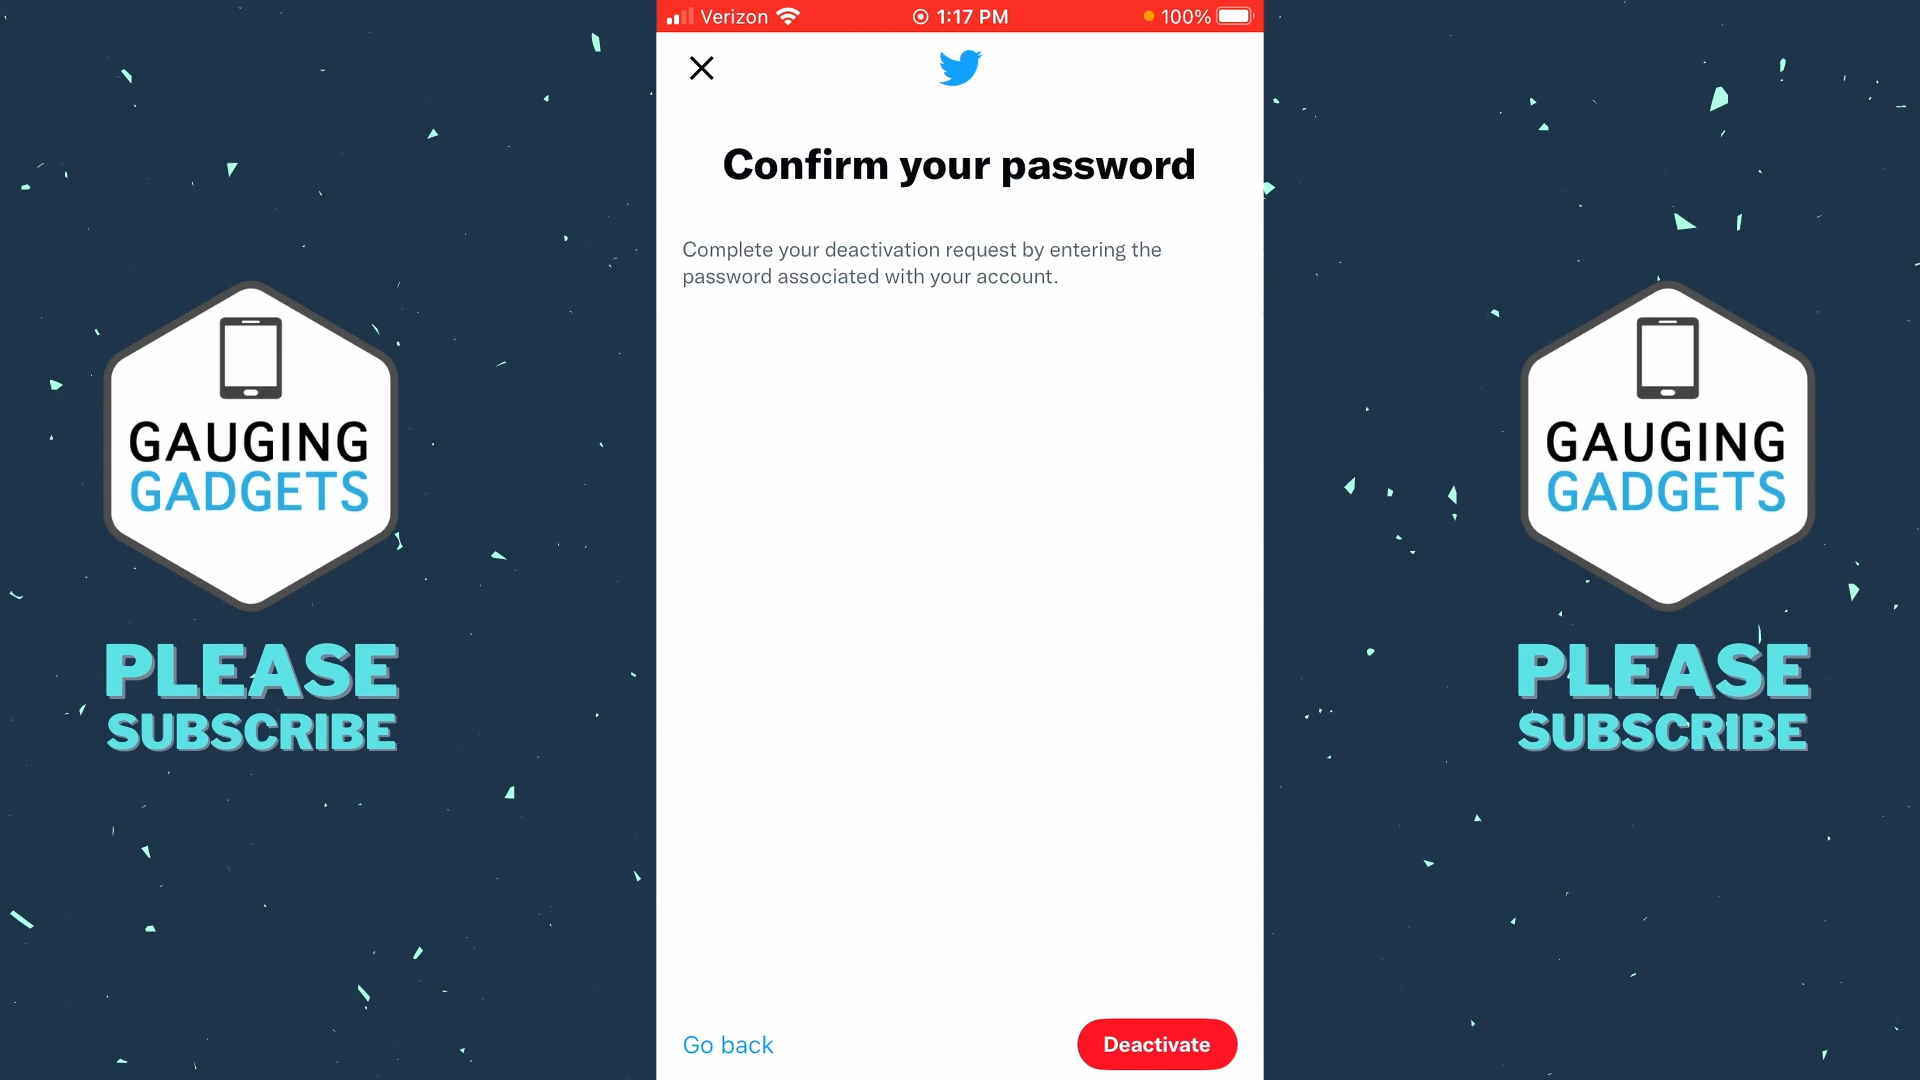 Verizon 1:17 PM 100%
Confirm your password
Complete your deactivation request by entering the
password associated with your account.
Go back Deactivate
GAUGING
GADGETS
PLEASE
SUBSCRIBE
GAUGING
GADGETS
PLEASE
SUBSCRIBE